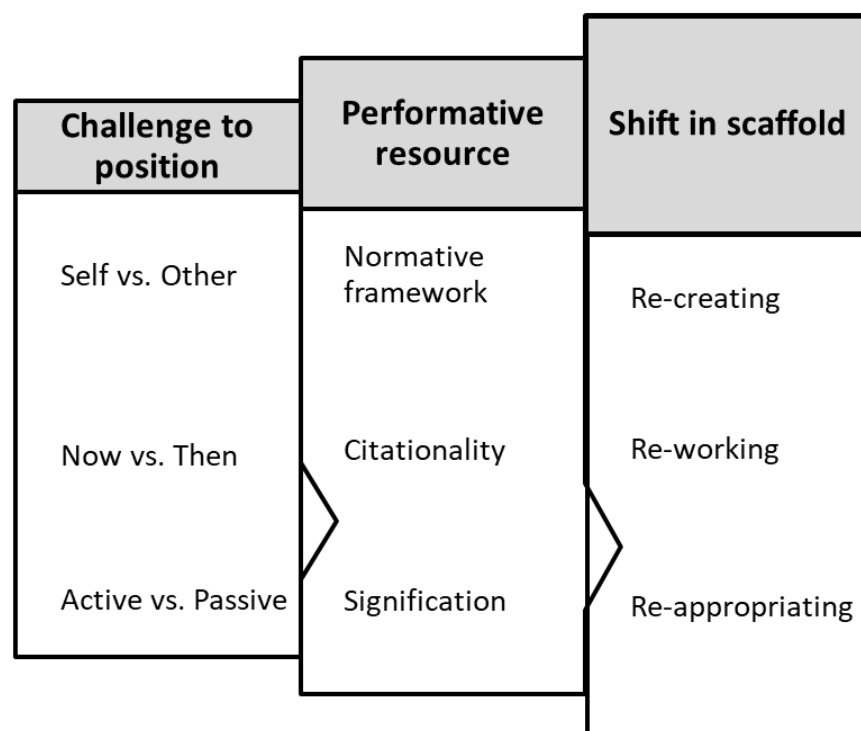 Challenge to
position
Self vs. Other
Now vs. Then
Active vs. Passive
Performative
resource
Normative
framework
Citationality
Signification
Shift in scaffold
Re-creating
Re-working
Re-appropriating